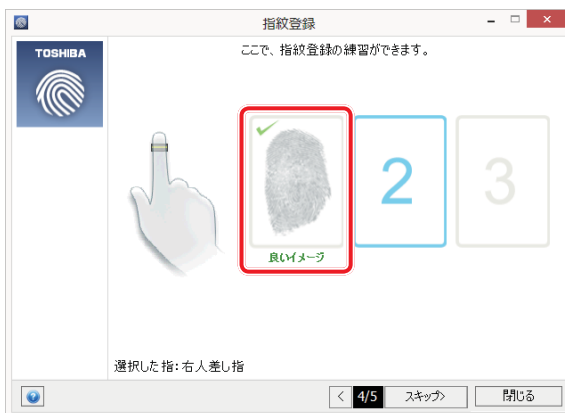 指紋登録
TOSHIBA
ここで、指紋登録の練習ができます。
2
3
良いイメージ
選択した指: 右人差し指
?
< 4/5 スキップ> 閉じる